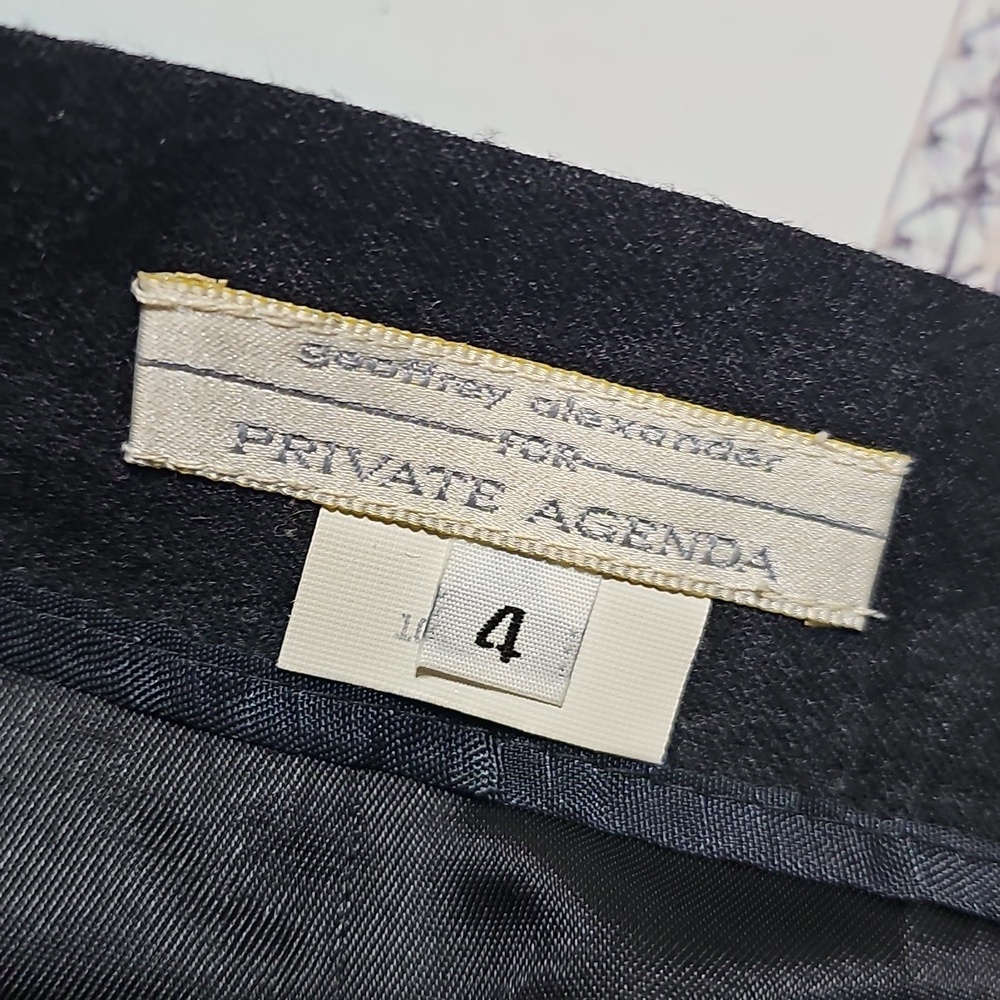 geoffrey alexander
FOR
PRIVATE AGENDA
4